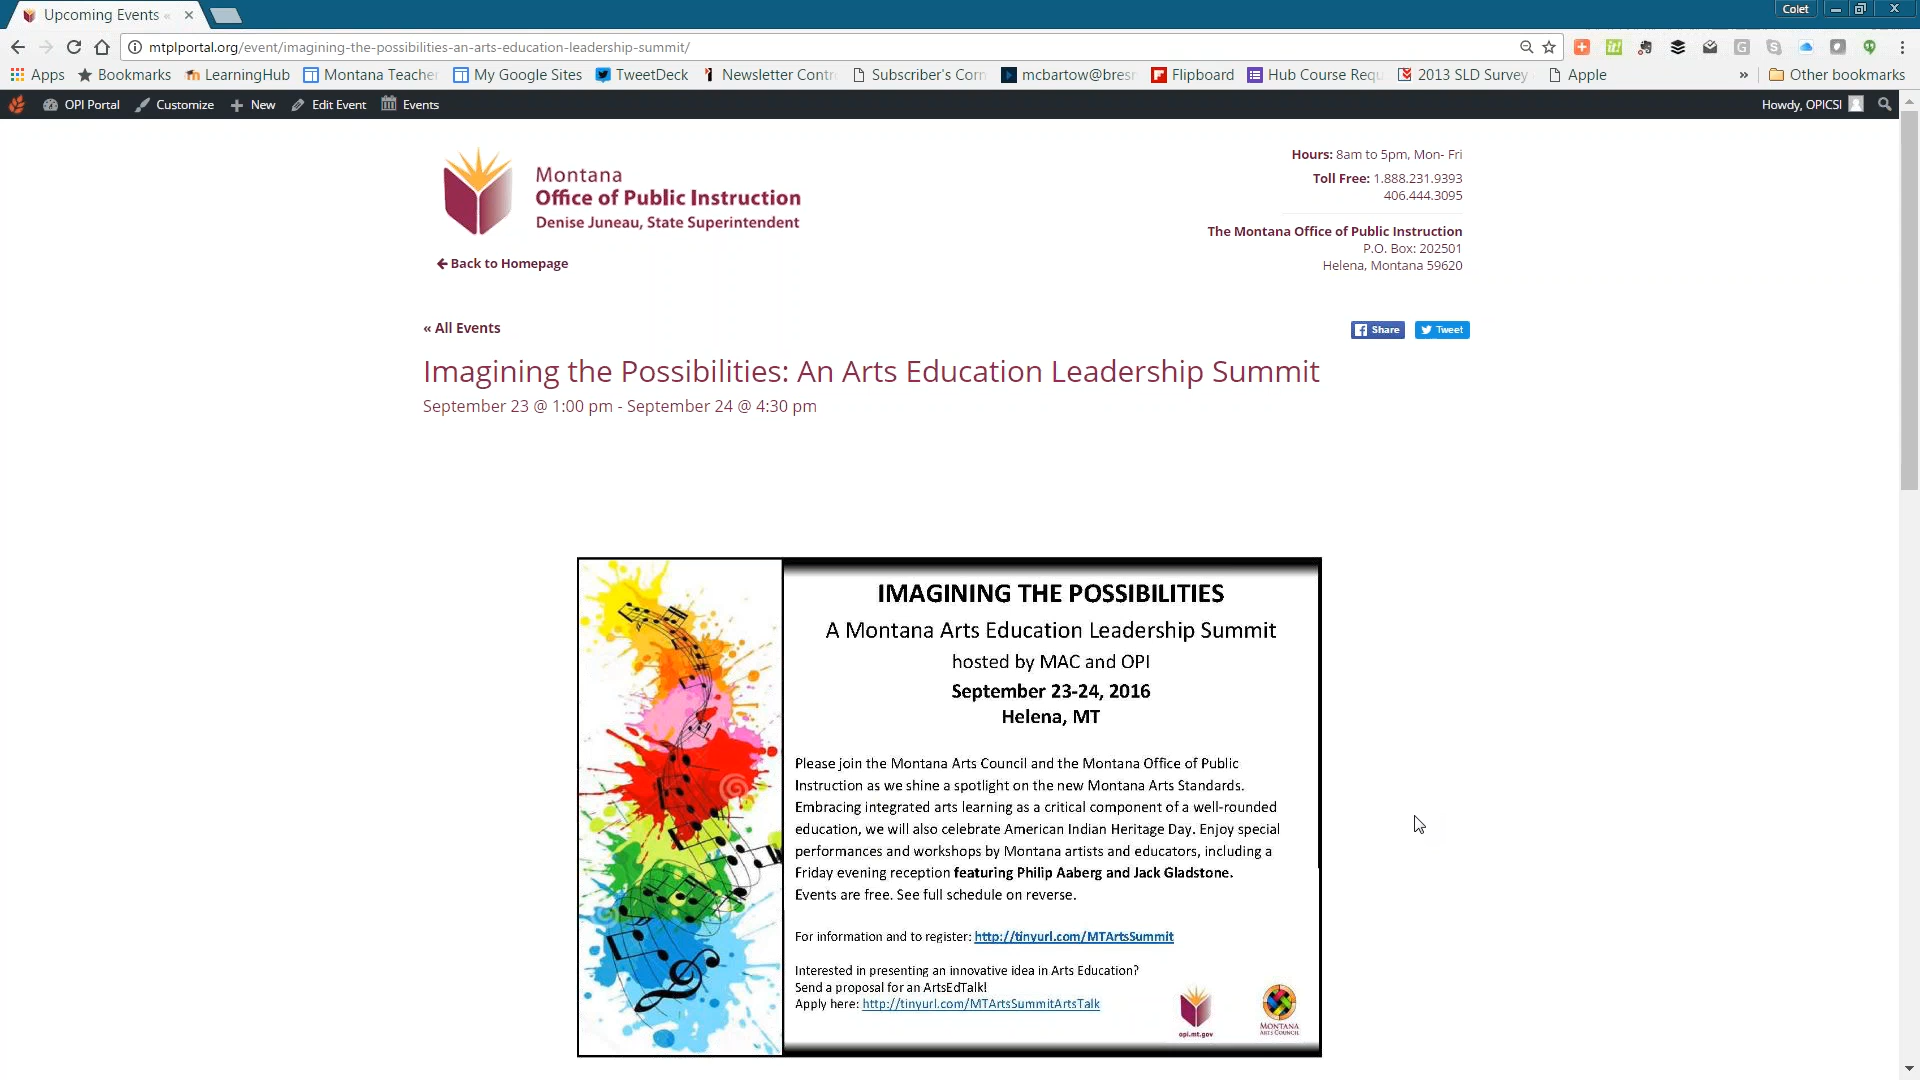 Upcoming Events «
Colet
mtplportal.org/event/imagining-the-possibilities-an-arts-education-leadership-summit/
Apps
Bookmarks
LearningHub
Montana Teache
My Google Sites
TweetDeck
Newsletter Contr
Subscriber's Corn
mcbartow@bresn
Flipboard
Hub Course Requ
2013 SLD Survey
Apple
»
Other bookmarks
OPI Portal
Customize
New
Edit Event
Events
Howdy, OPICSI
Montana
Office of Public Instruction
Denise Juneau, State Superintendent
Back to Homepage
Hours: 8am to 5pm, Mon- Fri
Toll Free: 1.888.231.9393
406.444.3095
The Montana Office of Public Instruction
P.O. Box: 202501
Helena, Montana 59620
« All Events
Share
Tweet
Imagining the Possibilities: An Arts Education Leadership Summit
September 23 @ 1:00 pm - September 24 @ 4:30 pm
IMAGINING THE POSSIBILITIES
A Montana Arts Education Leadership Summit
hosted by MAC and OPI
September 23-24, 2016
Helena, MT
Please join the Montana Arts Council and the Montana Office of Public
Instruction as we shine a spotlight on the new Montana Arts Standards.
Embracing integrated arts learning as a critical component of a well-rounded
education, we will also celebrate American Indian Heritage Day. Enjoy special
performances and workshops by Montana artists and educators, including a
Friday evening reception featuring Philip Aaberg and Jack Gladstone.
Events are free. See full schedule on reverse.
For information and to register: http://tinyurl.com/MTArtsSummit
Interested in presenting an innovative idea in Arts Education?
Send a proposal for an ArtsEdTalk!
Apply here: http://tinyurl.com/MTArtsSummitArtsTalk
opi.mt.gov
MONTANA
ARTS COUNCIL